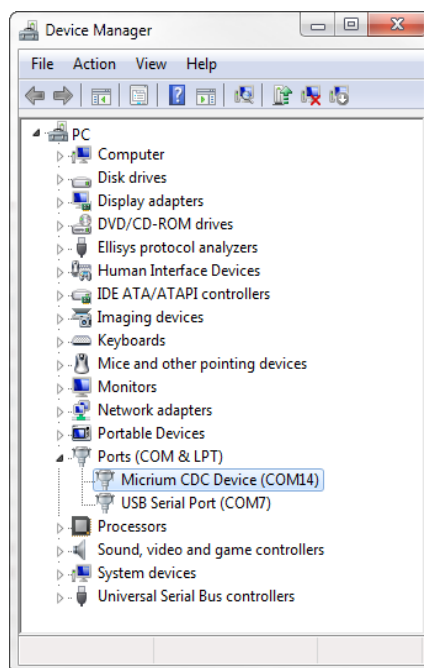 Device Manager
File Action View Help
PC
Computer
Disk drives
Display adapters
DVD/CD-ROM drives
Ellisys protocol analyzers
Human Interface Devices
IDE ATA/ATAPI controllers
Imaging devices
Keyboards
Mice and other pointing devices
Monitors
Network adapters
Portable Devices
Ports (COM & LPT)
Micrium CDC Device (COM14)
USB Serial Port (COM7)
Processors
Sound, video and game controllers
System devices
Universal Serial Bus controllers